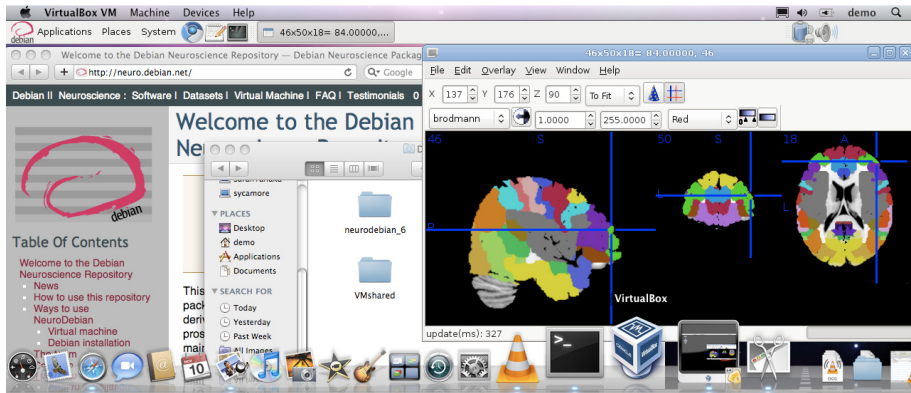 VirtualBox VM Machine Devices Help demo
Applications Places System 46x50x18= 84.00000,...
debian
Welcome to the Debian Neuroscience Repository — Debian Neuroscience Packag
http://neuro.debian.net/ Google
Debian II Neuroscience : Software I Datasets I Virtual Machine I FAQ I Testimonials 0
Welcome to the Debian
debian
Table Of Contents
Welcome to the Debian
Neuroscience Repository
News
How to use this repository
Ways to use
NeuroDebian
Virtual machine
Debian installation
This
pack
deriv
pros
main
sycamore
PLACES
Desktop
demo
Applications
Documents
SEARCH FOR
Today
Yesterday
Past Week
All Images
neurodebian_6
VMshared
46x50x18= 84.00000, 46
File Edit Overlay View Window Help
X 137 Y 176 Z 90 To Fit
brodmann 1.0000 255.0000 Red
46 S 50 S 18 A
P L L
VirtualBox
update(ms): 327
10
>_